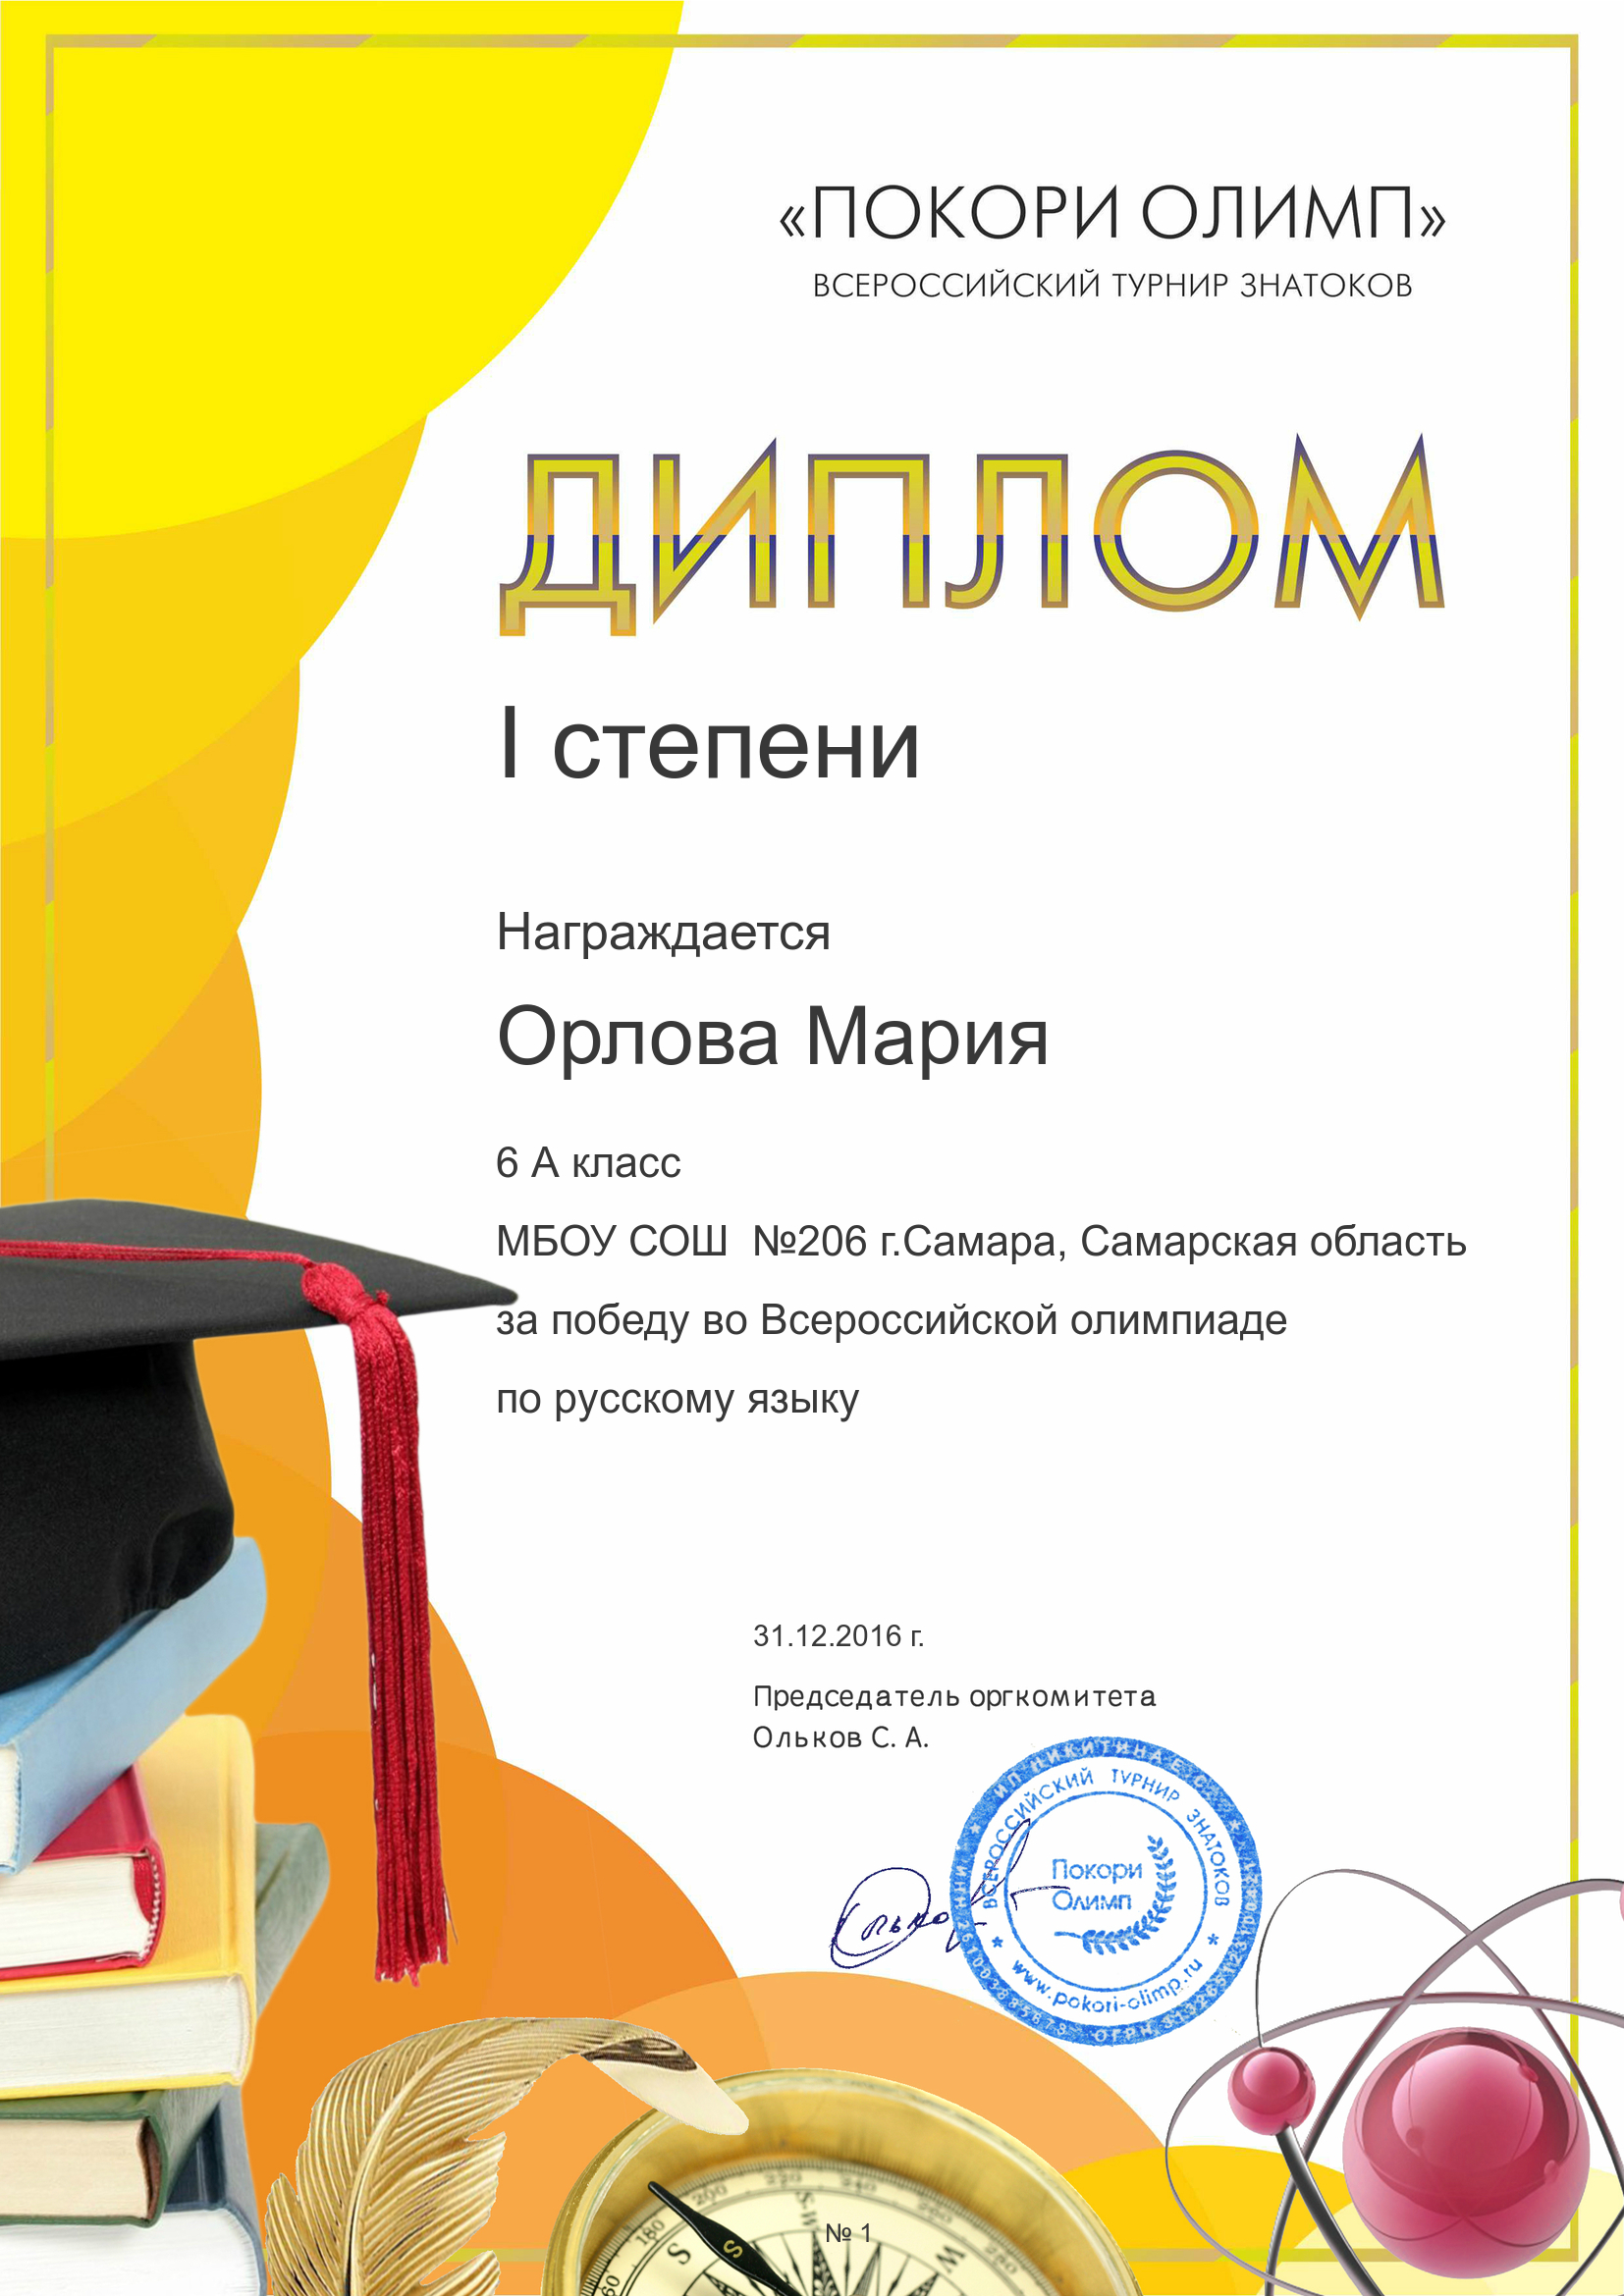 «ПОКОРИ ОЛИМП»
ВСЕРОССИЙСКИЙ ТУРНИР ЗНАТОКОВ
ДИПЛОМ
I степени
Награждается
Орлова Мария
6 А класс
МБОУ СОШ №206 г.Самара, Самарская область
за победу во Всероссийской олимпиаде
по русскому языку
31.12.2016 г.
Председатель оргкомитета
Ольков С. А.
ИП НИКИТИНА Е.С.
ВСЕРОССИЙСКИЙ ТУРНИР ЗНАТОКОВ
Покори
Олимп
www.pokori-olimp.ru
ОГРН
№ 1